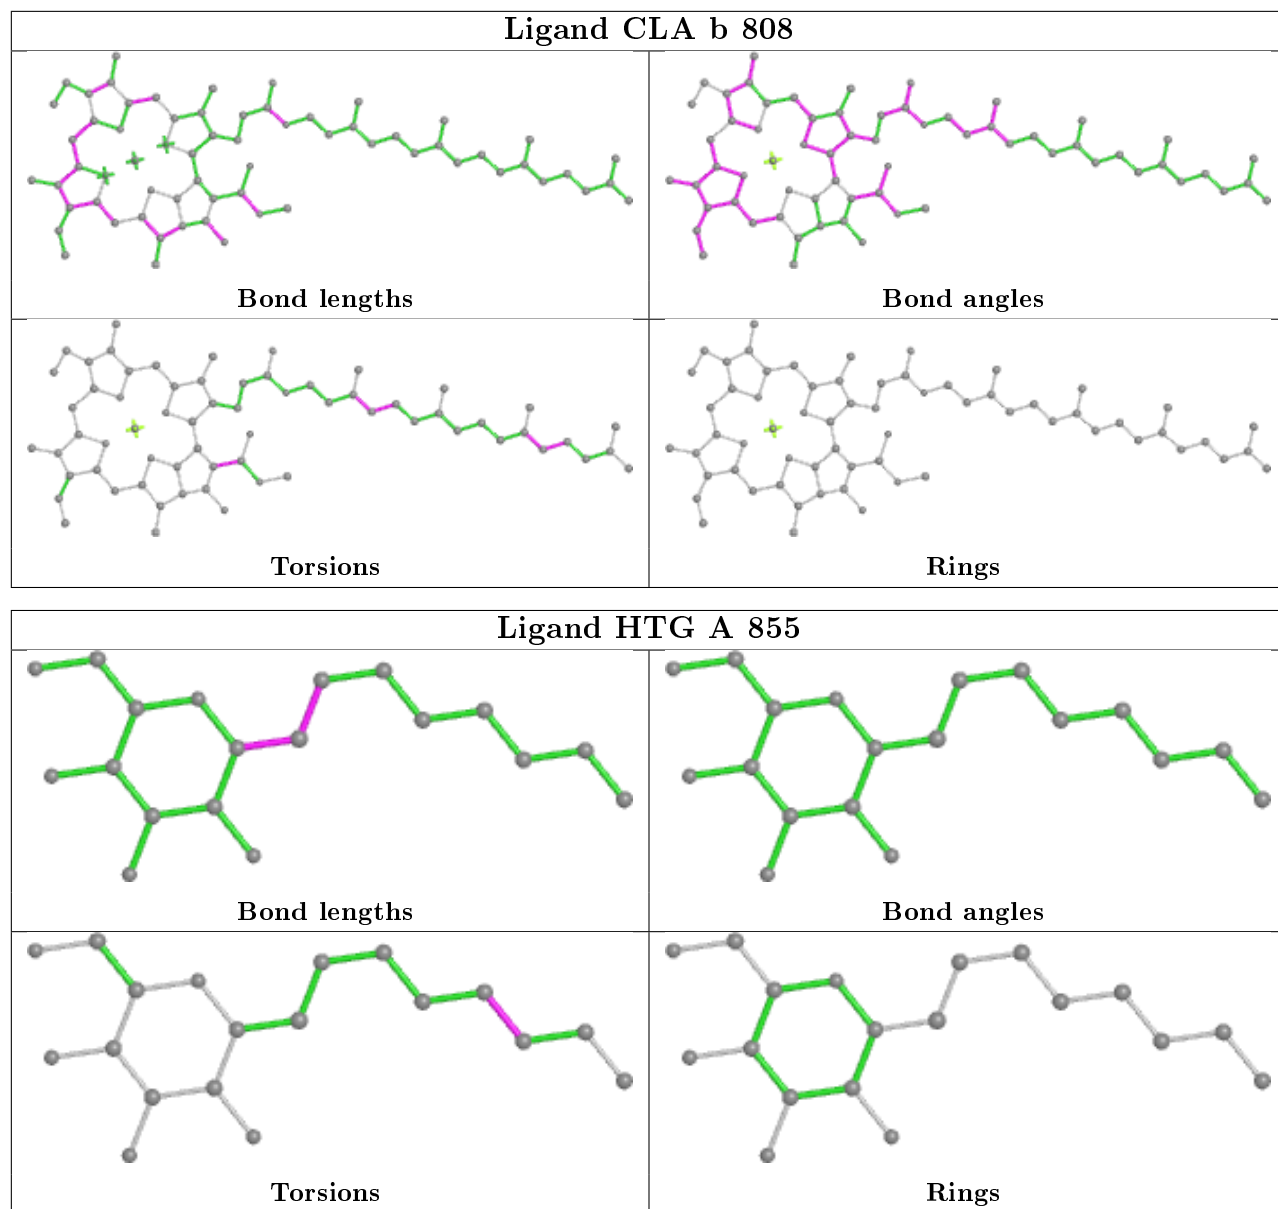 Ligand CLA b 808
Bond lengths
Bond angles
Torsions
Rings
Ligand HTG A 855
Bond lengths
Bond angles
Torsions
Rings